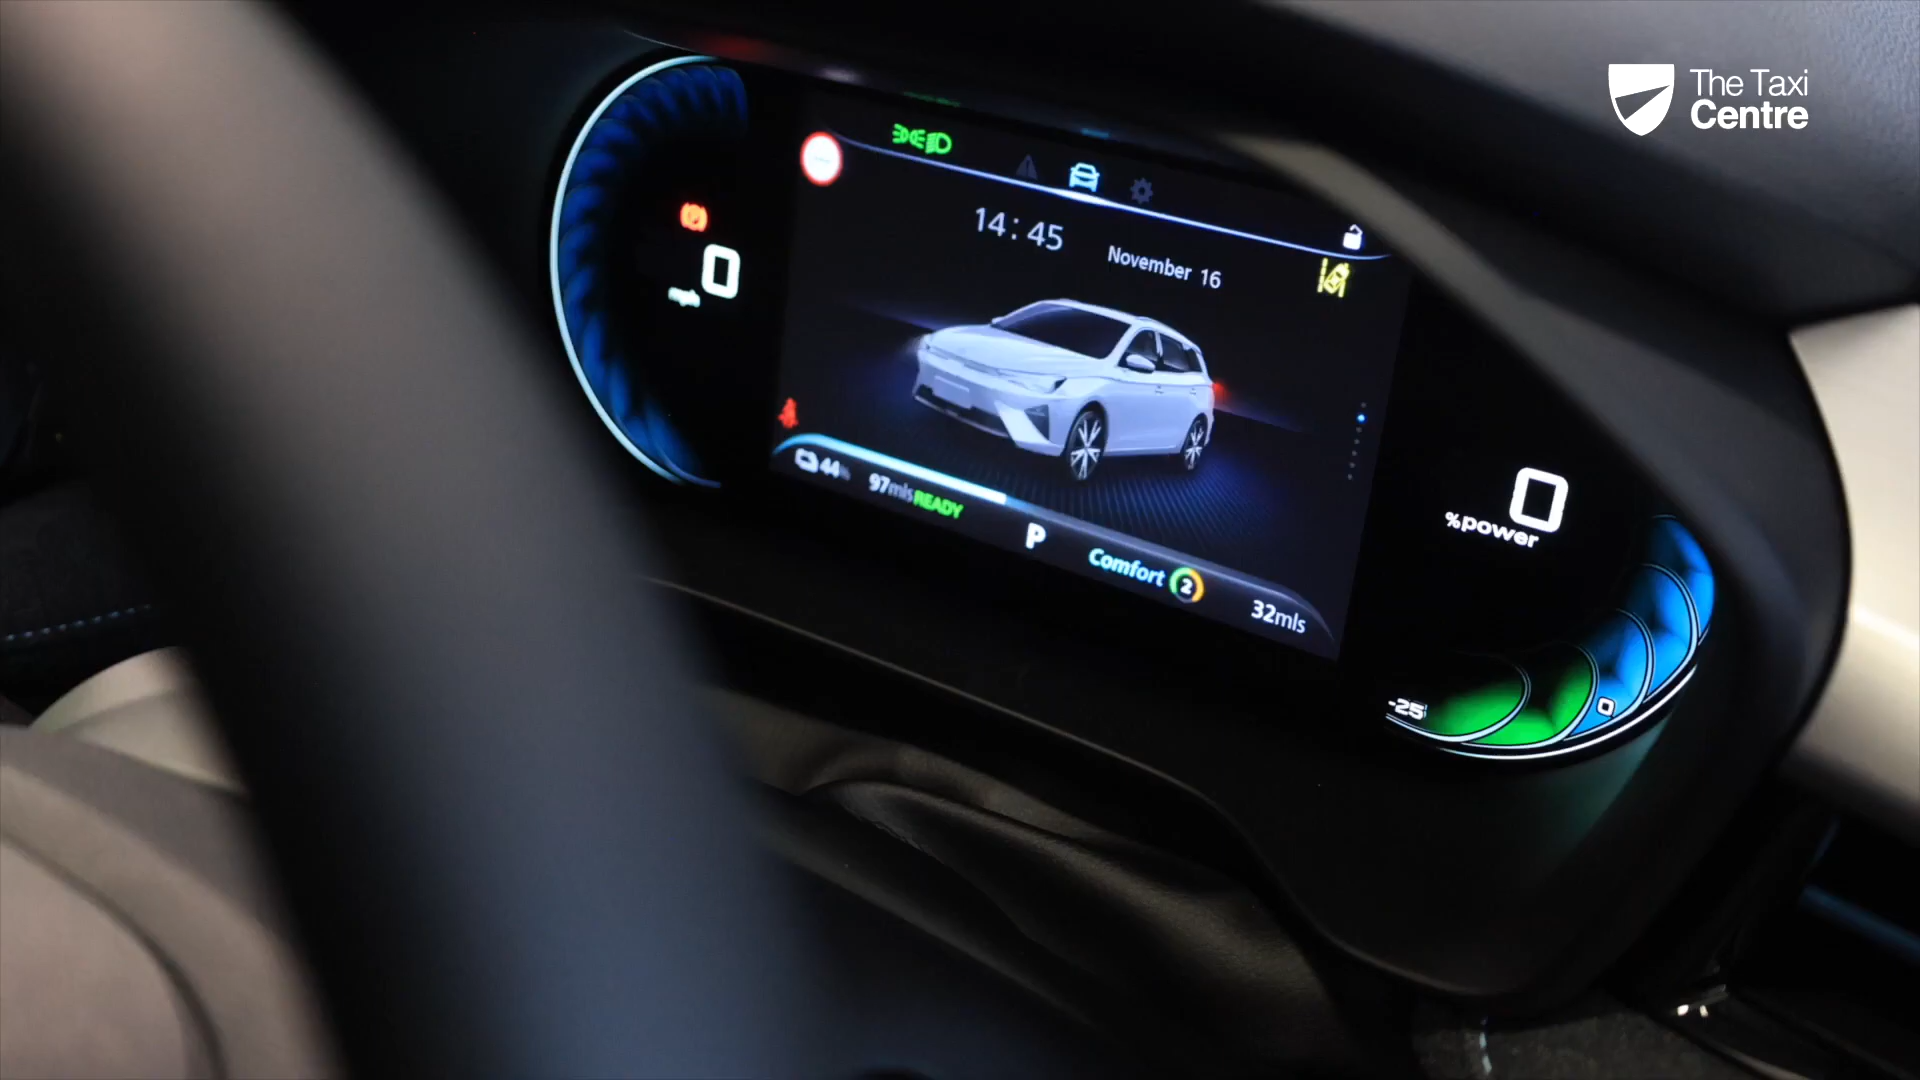 The Taxi
Centre
14:45
November 16
0
mph
44%
97mls READY
P
Comfort 2
32mls
0
%power
-25
0